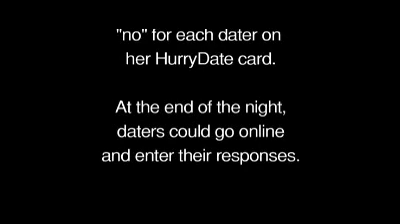 "no" for each dater on
her HurryDate card.
At the end of the night,
daters could go online
and enter their responses.